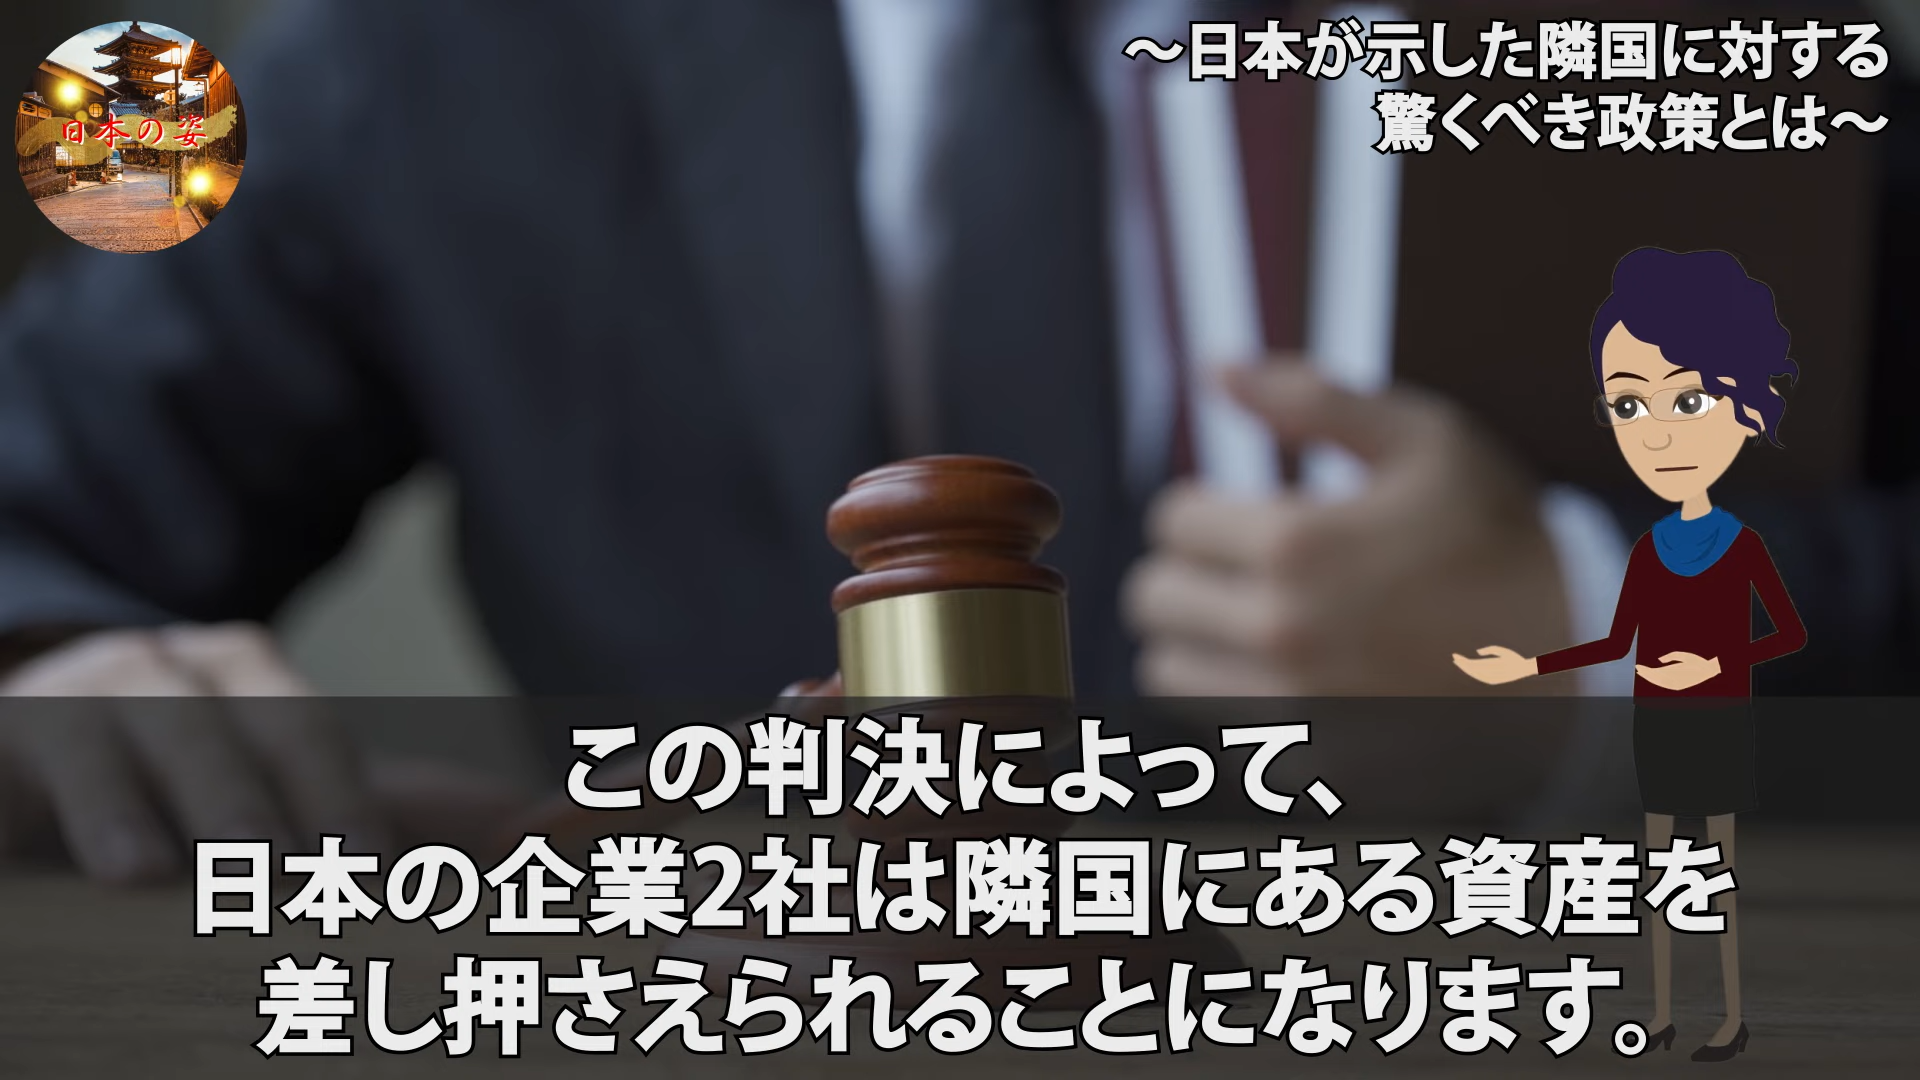 日本の姿
〜日本が示した隣国に対する
驚くべき政策とは〜
この判決によって、
日本の企業2社は隣国にある資産を
差し押さえられることになります。